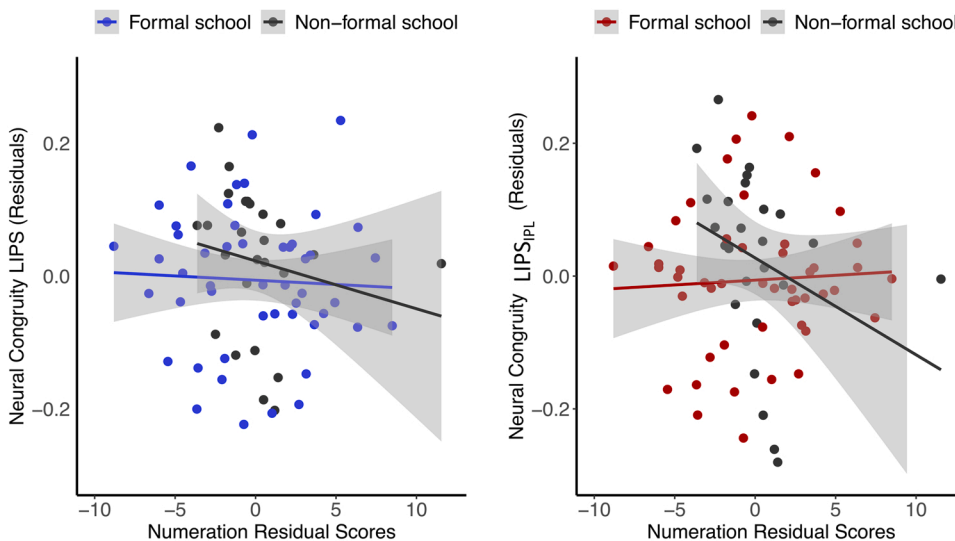 Formal school Non-formal school
Neural Congruity LIPS (Residuals)
0.2
0.0
−0.2
−10 −5 0 5 10
Numeration Residual Scores
Formal school Non-formal school
Neural Congruity LIPS_IPL (Residuals)
0.2
0.0
−0.2
−10 −5 0 5 10
Numeration Residual Scores